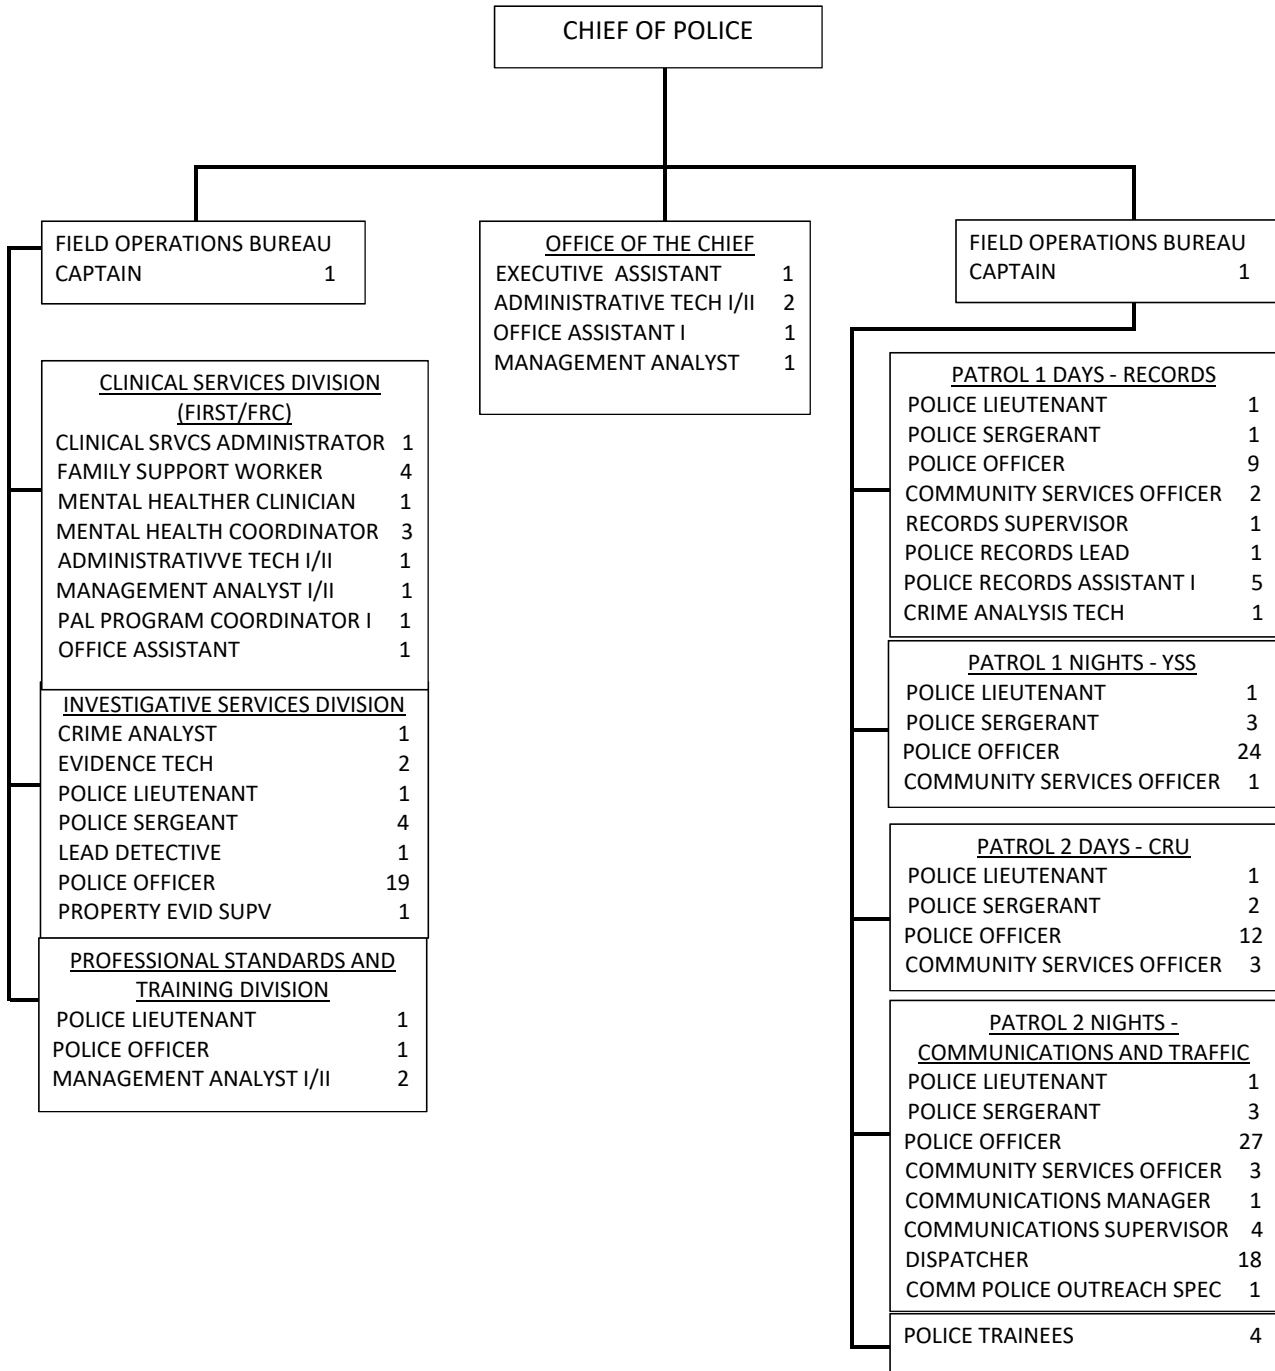 CHIEF OF POLICE
FIELD OPERATIONS BUREAU
CAPTAIN 1
OFFICE OF THE CHIEF
EXECUTIVE ASSISTANT 1
ADMINISTRATIVE TECH I/II 2
OFFICE ASSISTANT I 1
MANAGEMENT ANALYST 1
FIELD OPERATIONS BUREAU
CAPTAIN 1
CLINICAL SERVICES DIVISION
(FIRST/FRC)
CLINICAL SRVCS ADMINISTRATOR 1
FAMILY SUPPORT WORKER 4
MENTAL HEALTHER CLINICIAN 1
MENTAL HEALTH COORDINATOR 3
ADMINISTRATIVVE TECH I/II 1
MANAGEMENT ANALYST I/II 1
PAL PROGRAM COORDINATOR I 1
OFFICE ASSISTANT 1
INVESTIGATIVE SERVICES DIVISION
CRIME ANALYST 1
EVIDENCE TECH 2
POLICE LIEUTENANT 1
POLICE SERGEANT 4
LEAD DETECTIVE 1
POLICE OFFICER 19
PROPERTY EVID SUPV 1
PROFESSIONAL STANDARDS AND
TRAINING DIVISION
POLICE LIEUTENANT 1
POLICE OFFICER 1
MANAGEMENT ANALYST I/II 2
PATROL 1 DAYS - RECORDS
POLICE LIEUTENANT 1
POLICE SERGERANT 1
POLICE OFFICER 9
COMMUNITY SERVICES OFFICER 2
RECORDS SUPERVISOR 1
POLICE RECORDS LEAD 1
POLICE RECORDS ASSISTANT I 5
CRIME ANALYSIS TECH 1
PATROL 1 NIGHTS - YSS
POLICE LIEUTENANT 1
POLICE SERGERANT 3
POLICE OFFICER 24
COMMUNITY SERVICES OFFICER 1
PATROL 2 DAYS - CRU
POLICE LIEUTENANT 1
POLICE SERGERANT 2
POLICE OFFICER 12
COMMUNITY SERVICES OFFICER 3
PATROL 2 NIGHTS -
COMMUNICATIONS AND TRAFFIC
POLICE LIEUTENANT 1
POLICE SERGERANT 3
POLICE OFFICER 27
COMMUNITY SERVICES OFFICER 3
COMMUNICATIONS MANAGER 1
COMMUNICATIONS SUPERVISOR 4
DISPATCHER 18
COMM POLICE OUTREACH SPEC 1
POLICE TRAINEES 4